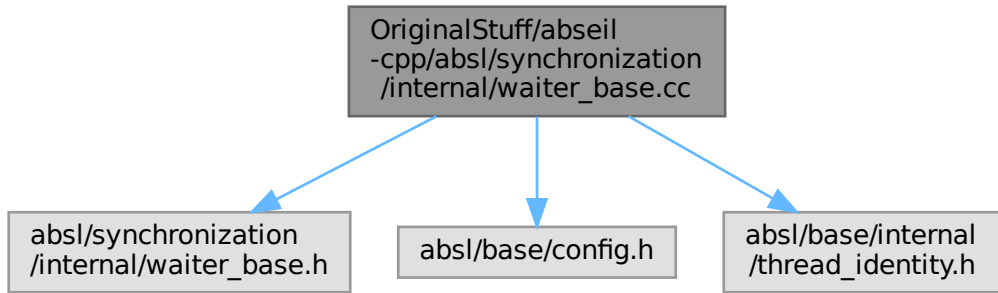 OriginalStuff/abseil
-cpp/absl/synchronization
/internal/waiter_base.cc
absl/synchronization
/internal/waiter_base.h
absl/base/config.h
absl/base/internal
/thread_identity.h